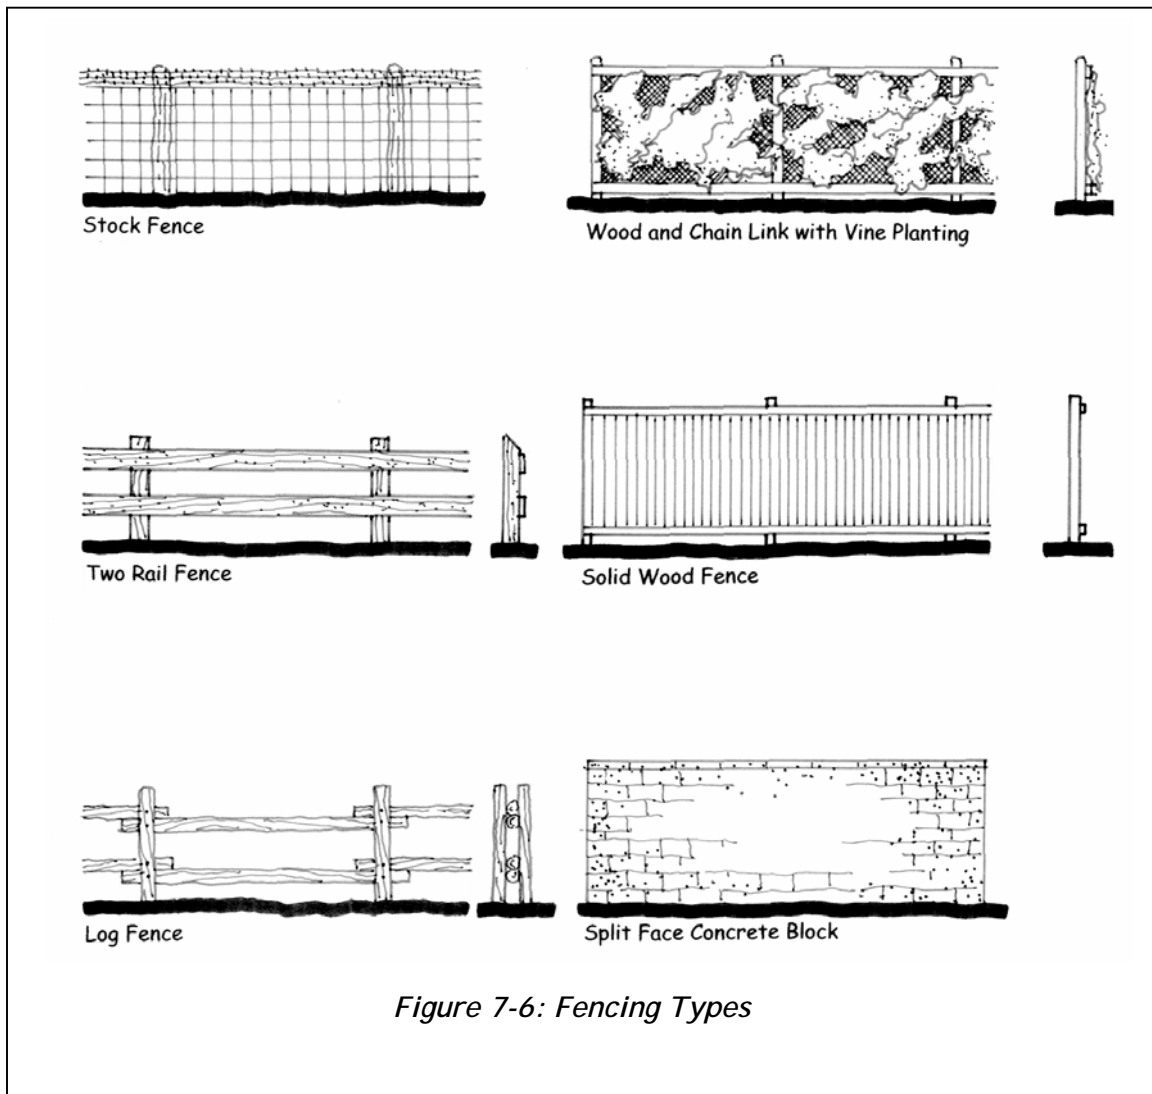 Stock Fence
Wood and Chain Link with Vine Planting
Two Rail Fence
Solid Wood Fence
Log Fence
Split Face Concrete Block
Figure 7-6: Fencing Types